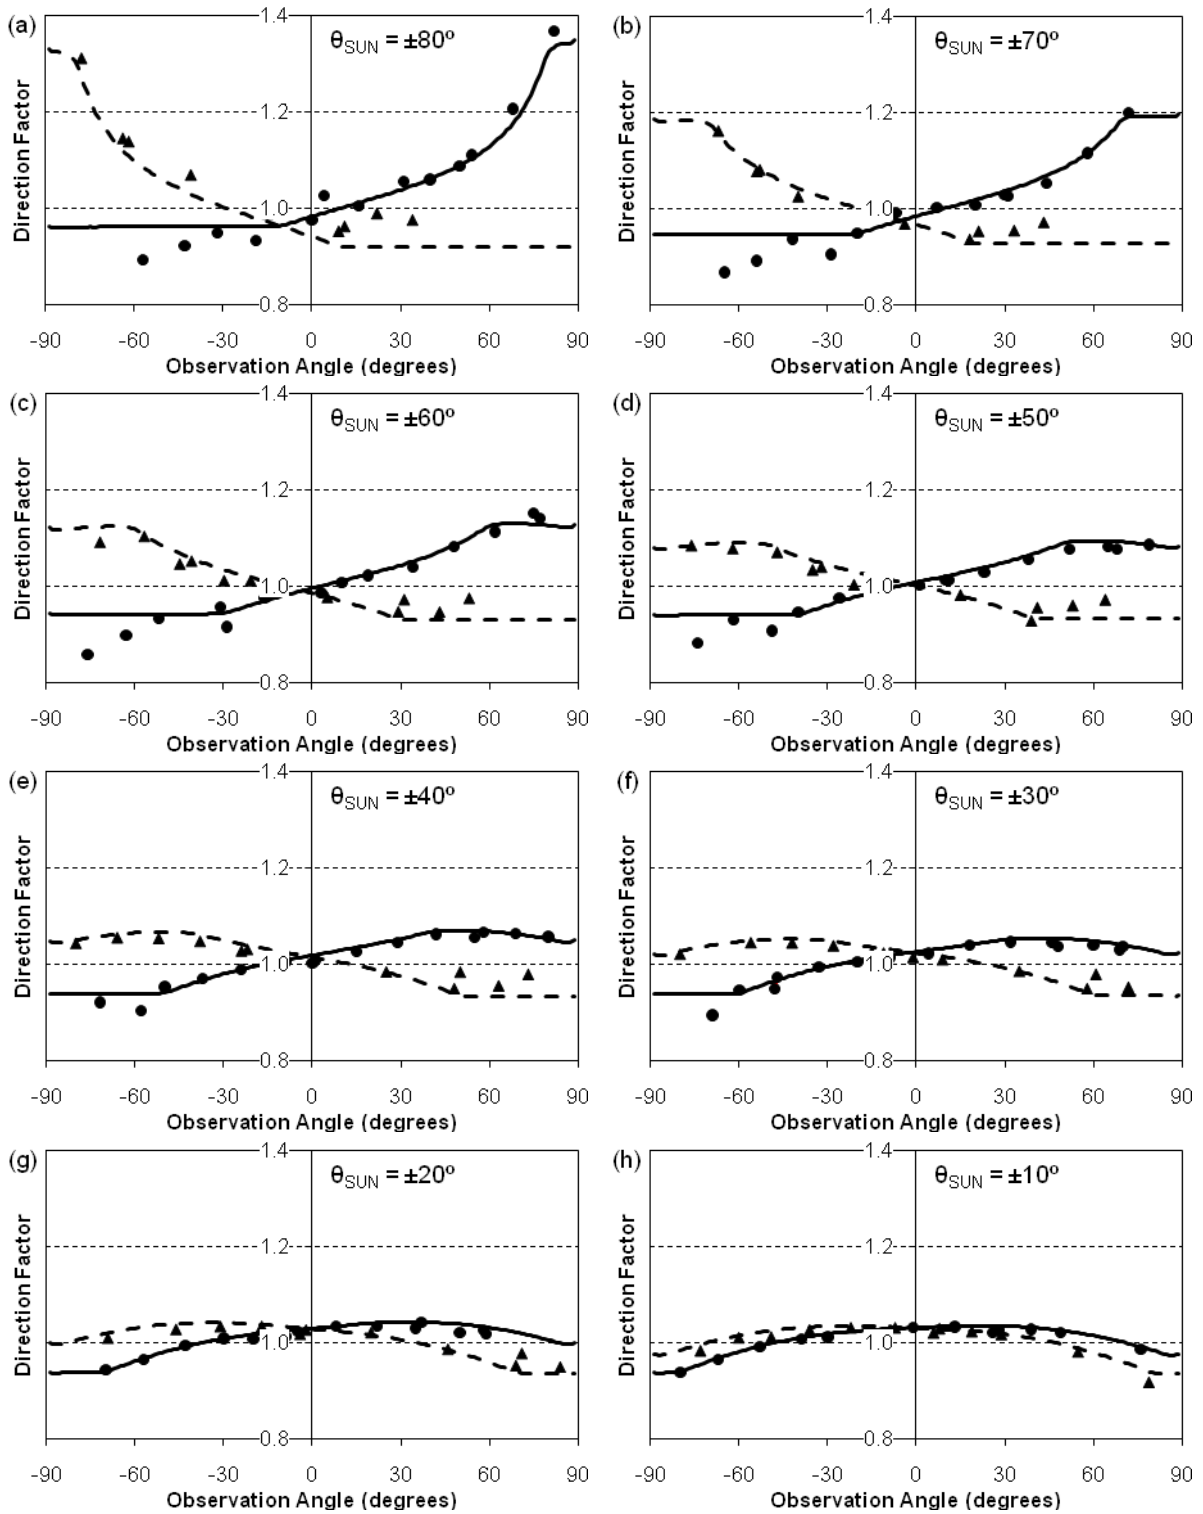 (a)
θSUN = ±80º
Direction Factor
1.4
1.2
1.0
0.8
-90 -60 -30 0 30 60 90
Observation Angle (degrees)
(b)
θSUN = ±70º
Direction Factor
1.4
1.2
1.0
0.8
-90 -60 -30 0 30 60 90
Observation Angle (degrees)
(c)
θSUN = ±60º
Direction Factor
1.4
1.2
1.0
0.8
-90 -60 -30 0 30 60 90
Observation Angle (degrees)
(d)
θSUN = ±50º
Direction Factor
1.4
1.2
1.0
0.8
-90 -60 -30 0 30 60 90
Observation Angle (degrees)
(e)
θSUN = ±40º
Direction Factor
1.4
1.2
1.0
0.8
-90 -60 -30 0 30 60 90
Observation Angle (degrees)
(f)
θSUN = ±30º
Direction Factor
1.4
1.2
1.0
0.8
-90 -60 -30 0 30 60 90
Observation Angle (degrees)
(g)
θSUN = ±20º
Direction Factor
1.4
1.2
1.0
0.8
-90 -60 -30 0 30 60 90
Observation Angle (degrees)
(h)
θSUN = ±10º
Direction Factor
1.4
1.2
1.0
0.8
-90 -60 -30 0 30 60 90
Observation Angle (degrees)